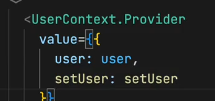 <UserContext.Provider
value={{
user: user,
setUser: setUser
}}